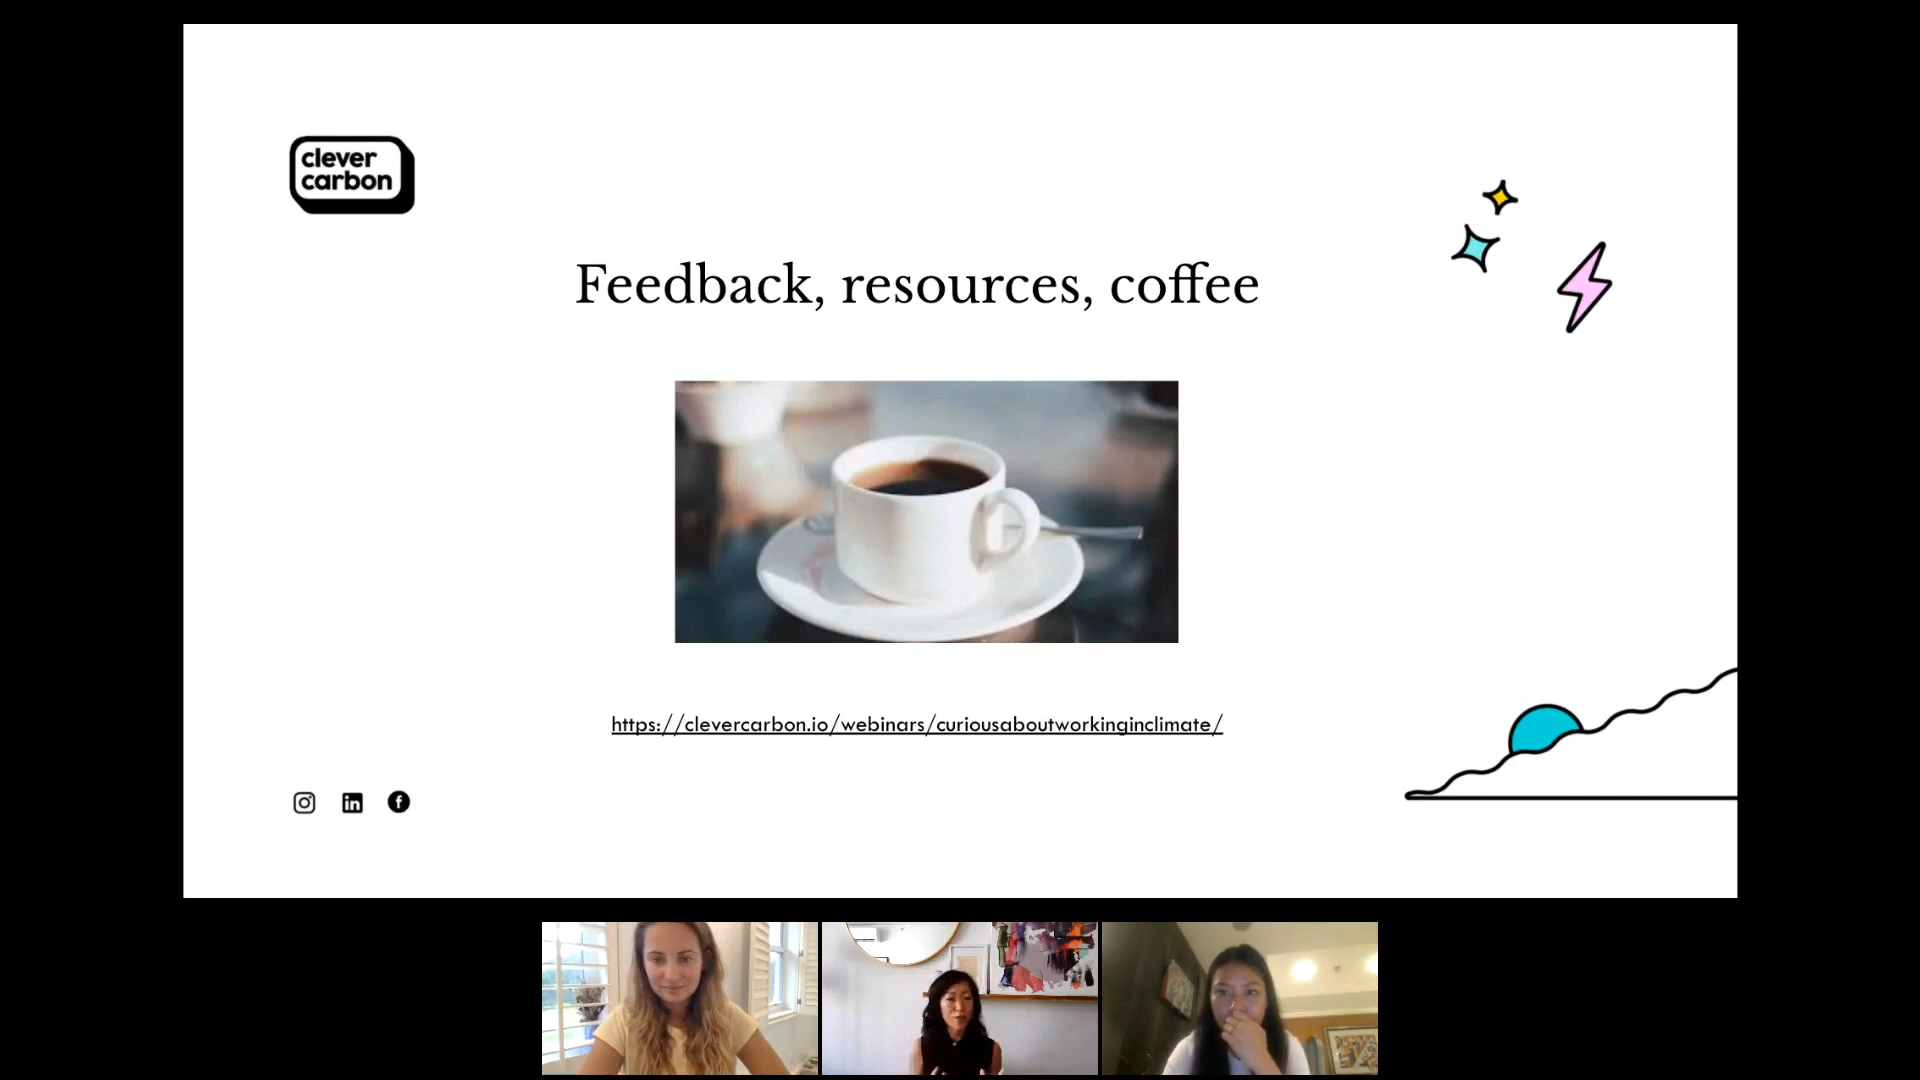 clever
carbon
Feedback, resources, coffee
https://clevercarbon.io/webinars/curiousaboutworkinginclimate/